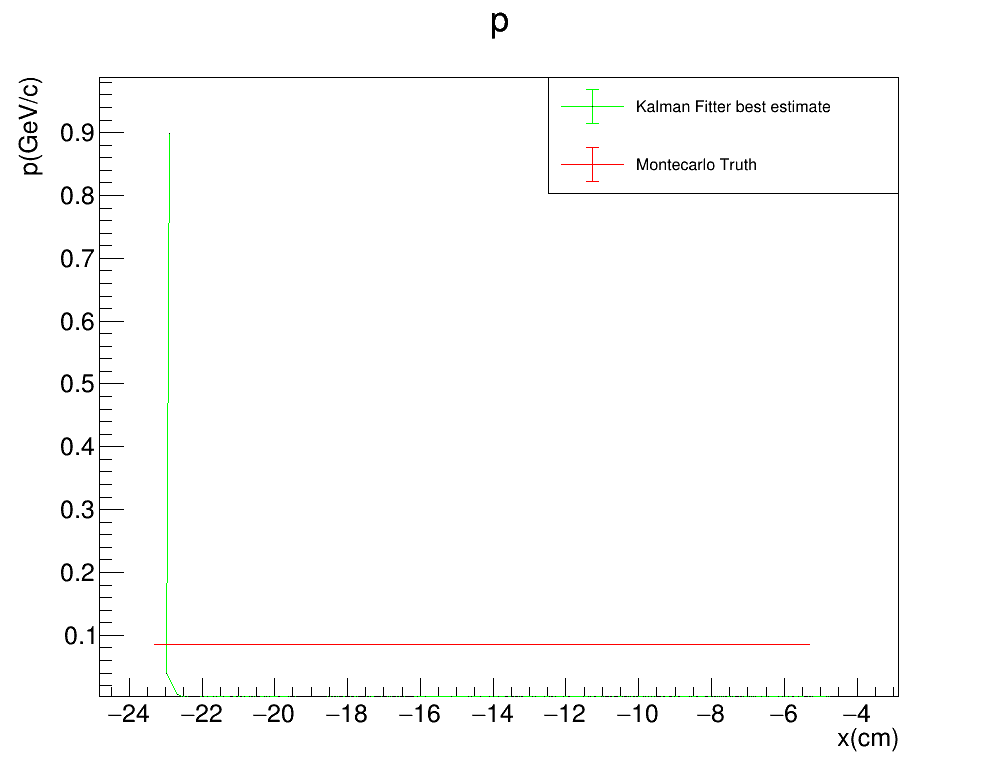 p
p(GeV/c)
Kalman Fitter best estimate
Montecarlo Truth
0.9
0.8
0.7
0.6
0.5
0.4
0.3
0.2
0.1
−24 −22 −20 −18 −16 −14 −12 −10 −8 −6 −4
x(cm)